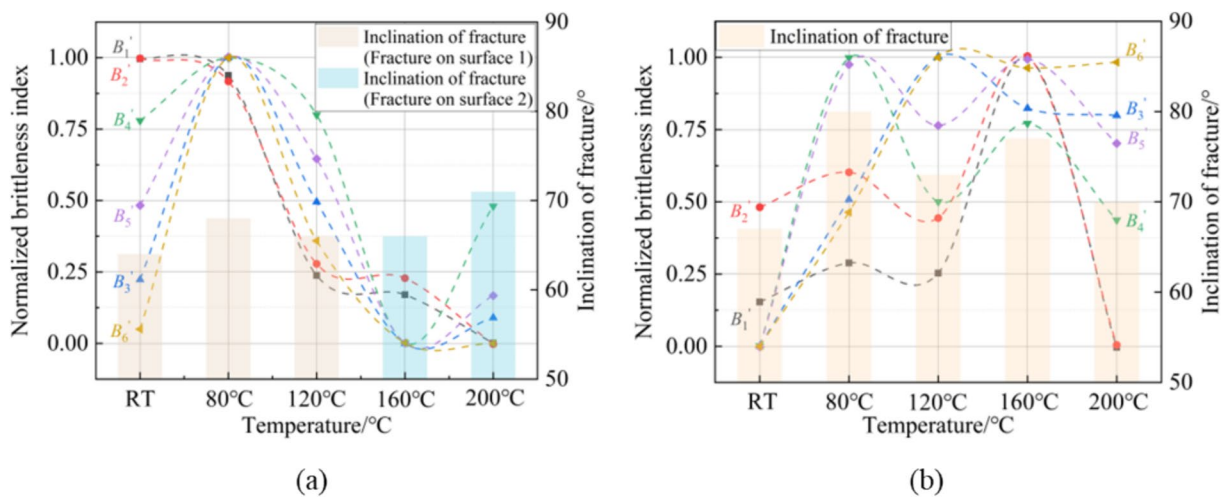 Normalized brittleness index
1.00
0.75
0.50
0.25
0.00
B1'
B2'
B4'
B5'
B3'
B6'
Inclination of fracture
(Fracture on surface 1)
Inclination of fracture
(Fracture on surface 2)
90
80
70
60
50
Inclination of fracture/°
RT 80℃ 120℃ 160℃ 200℃
Temperature/℃
(a)
Normalized brittleness index
1.00
0.75
0.50
0.25
0.00
Inclination of fracture
B2'
B1'
B6'
B3'
B5'
B4'
90
80
70
60
50
Inclination of fracture/°
RT 80℃ 120℃ 160℃ 200℃
Temperature/℃
(b)